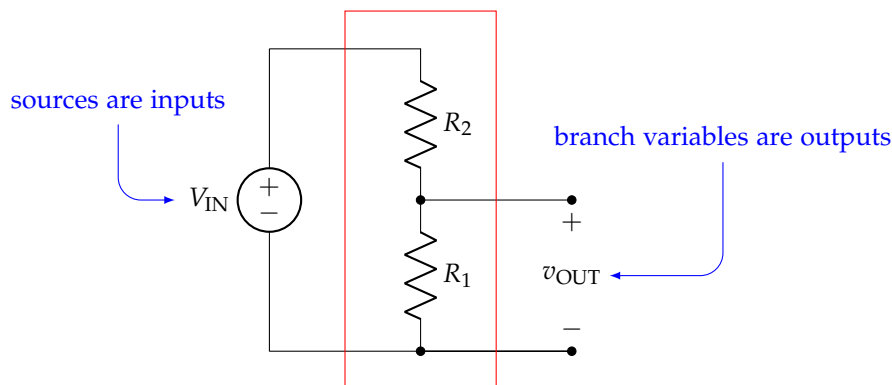 sources are inputs
R2
branch variables are outputs
+
−
VIN
+
R1
vOUT
−